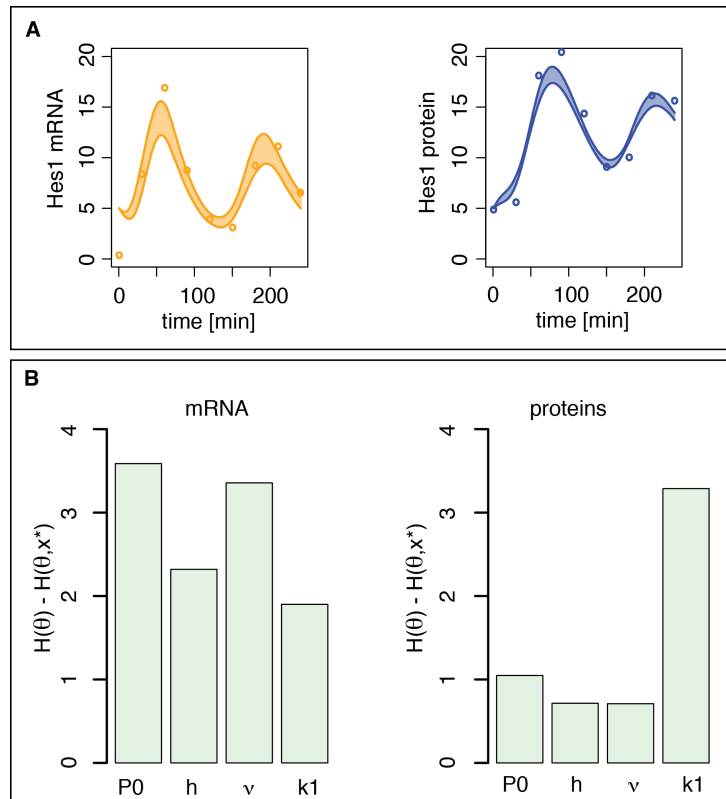 A
Hes1 mRNA
20
15
10
5
0
0
100
200
time [min]
Hes1 protein
20
15
10
5
0
0
100
200
time [min]
B
mRNA
H(θ) - H(θ,x*)
4
3
2
1
0
P0 h ν k1
proteins
H(θ) - H(θ,x*)
4
3
2
1
0
P0 h ν k1